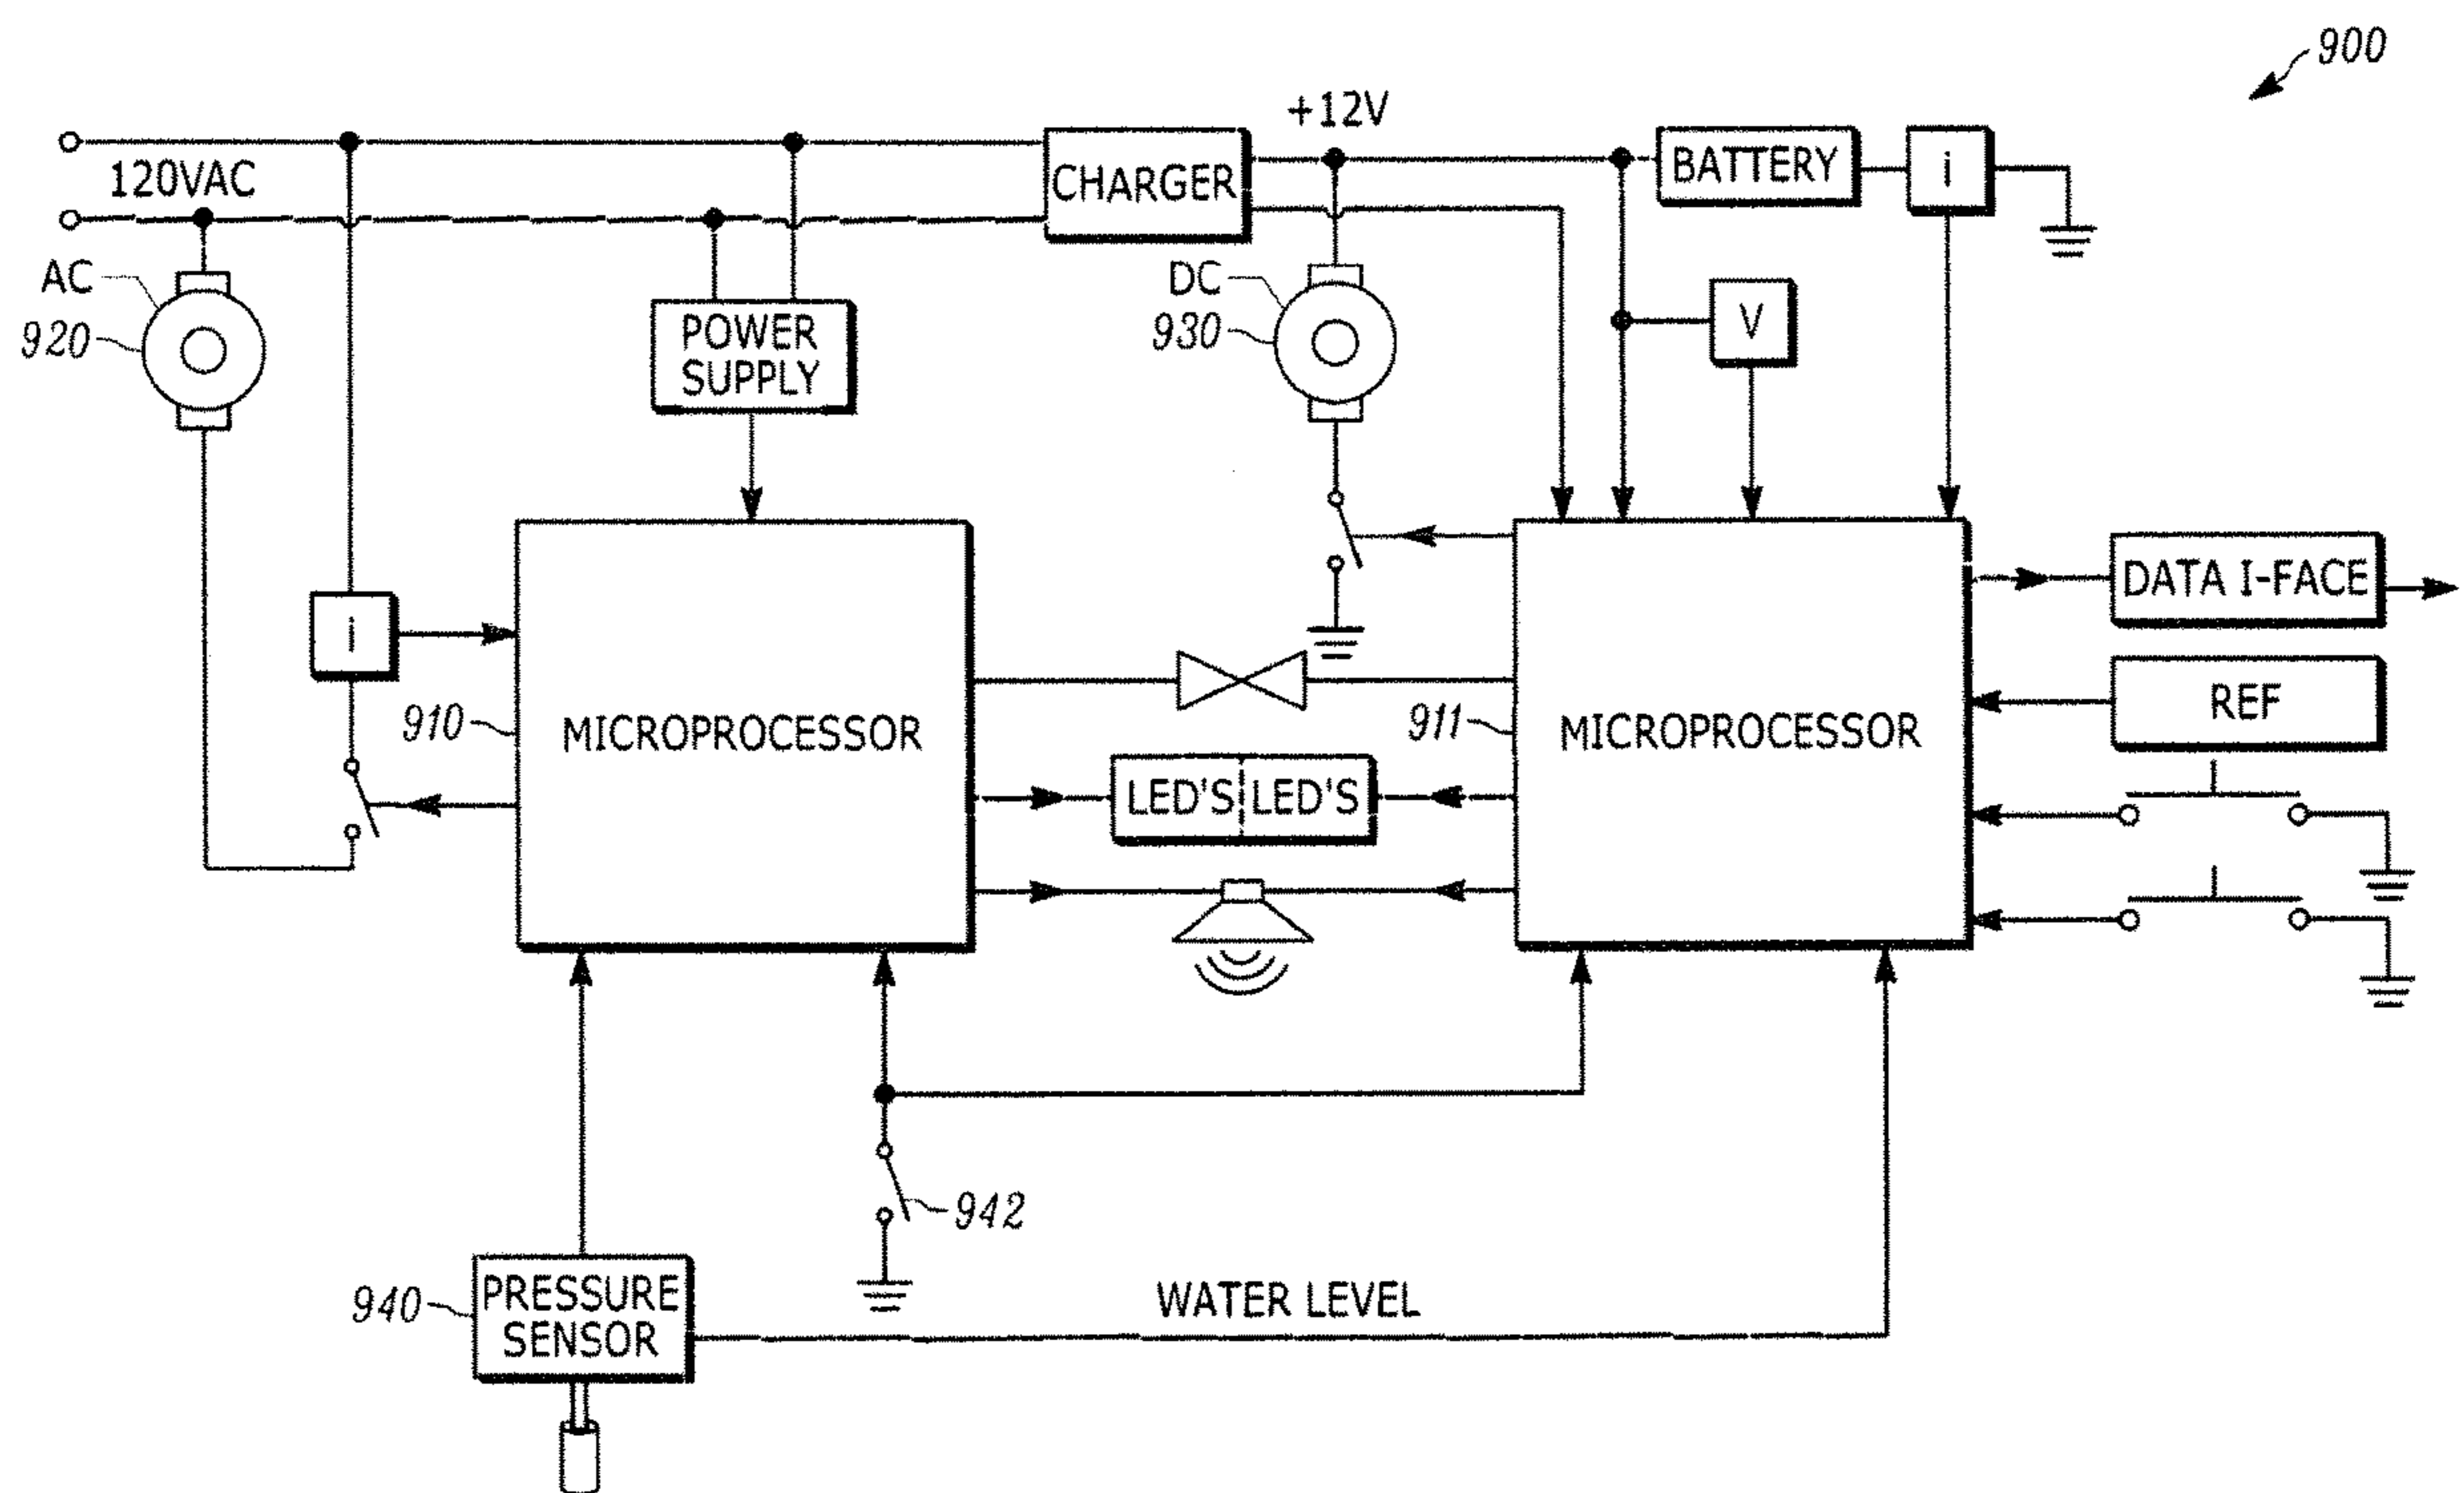 900
+12V
120VAC
CHARGER
BATTERY
i
AC
920
POWER
SUPPLY
DC
930
V
i
DATA I-FACE
910
MICROPROCESSOR
911
MICROPROCESSOR
REF
LED'S
LED'S
942
940
PRESSURE
SENSOR
WATER LEVEL